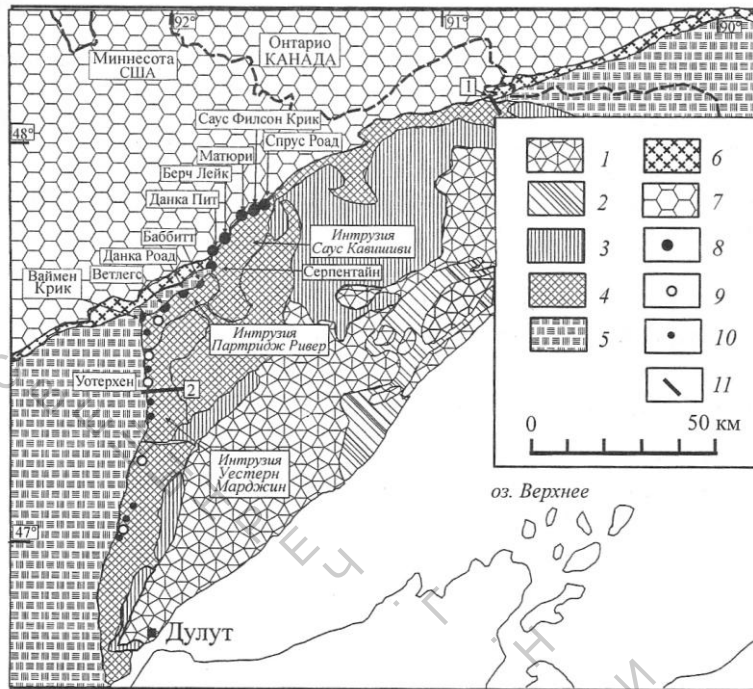 92°
91°
90°
Миннесота
США
Онтарио
КАНАДА
1
48°
Саус Филсон Крик
Спрус Роад
Матюри
Берч Лейк
Данка Пит
Баббитт
Данка Роад
Ветлегс
Ваймен
Крик
Интрузия
Саус Кавишиви
Серпентайн
Интрузия
Партридж Ривер
Уотерхен
2
Интрузия
Уестерн
Марджин
47°
Дулут
оз. Верхнее
1
2
3
4
5
6
7
8
9
10
11
0 50 км